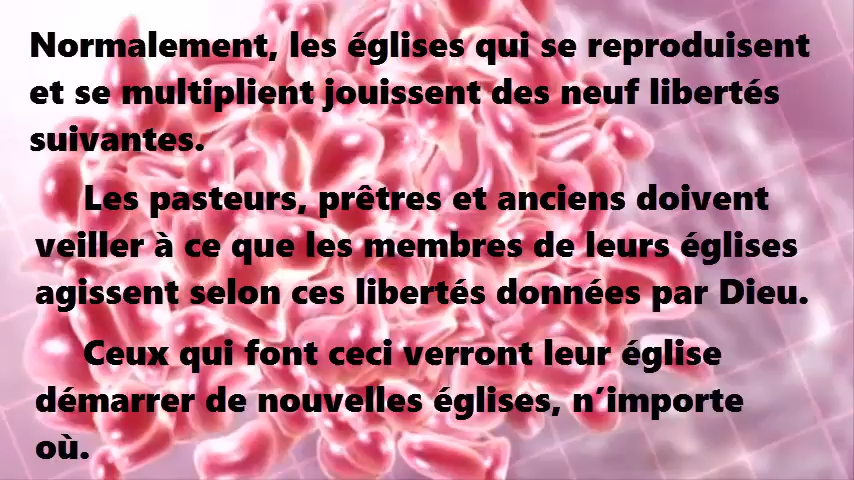 Normalement, les églises qui se reproduisent
et se multiplient jouissent des neuf libertés
suivantes.
Les pasteurs, prêtres et anciens doivent
veiller à ce que les membres de leurs églises
agissent selon ces libertés données par Dieu.
Ceux qui font ceci verront leur église
démarrer de nouvelles églises, n’importe
où.